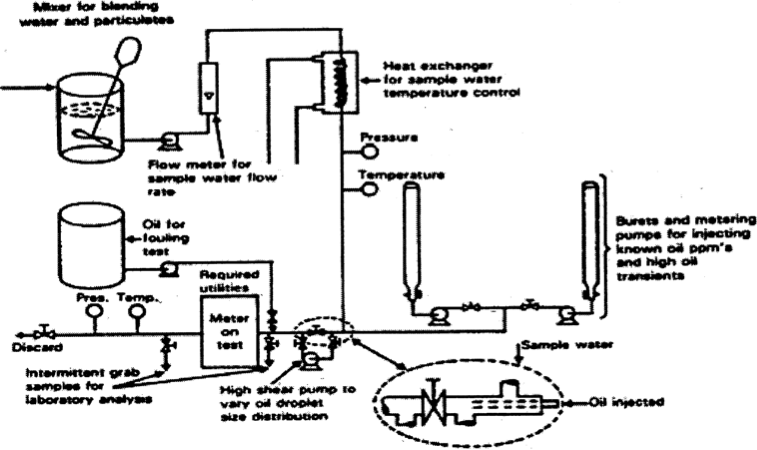 Mixer for blending
water and particulates
Heat exchanger
for sample water
temperature control
Pressure
Flow meter for
sample water flow
rate
Temperature
Oil for
fouling
test
Burets and metering
pumps for injecting
known oil ppm's
and high oil
transients
Required
utilities
Pres. Temp.
Meter
on
test
Discard
Sample water
Intermittent grab
samples for
laboratory analysis
High shear pump to
vary oil droplet
size distribution
Oil injected